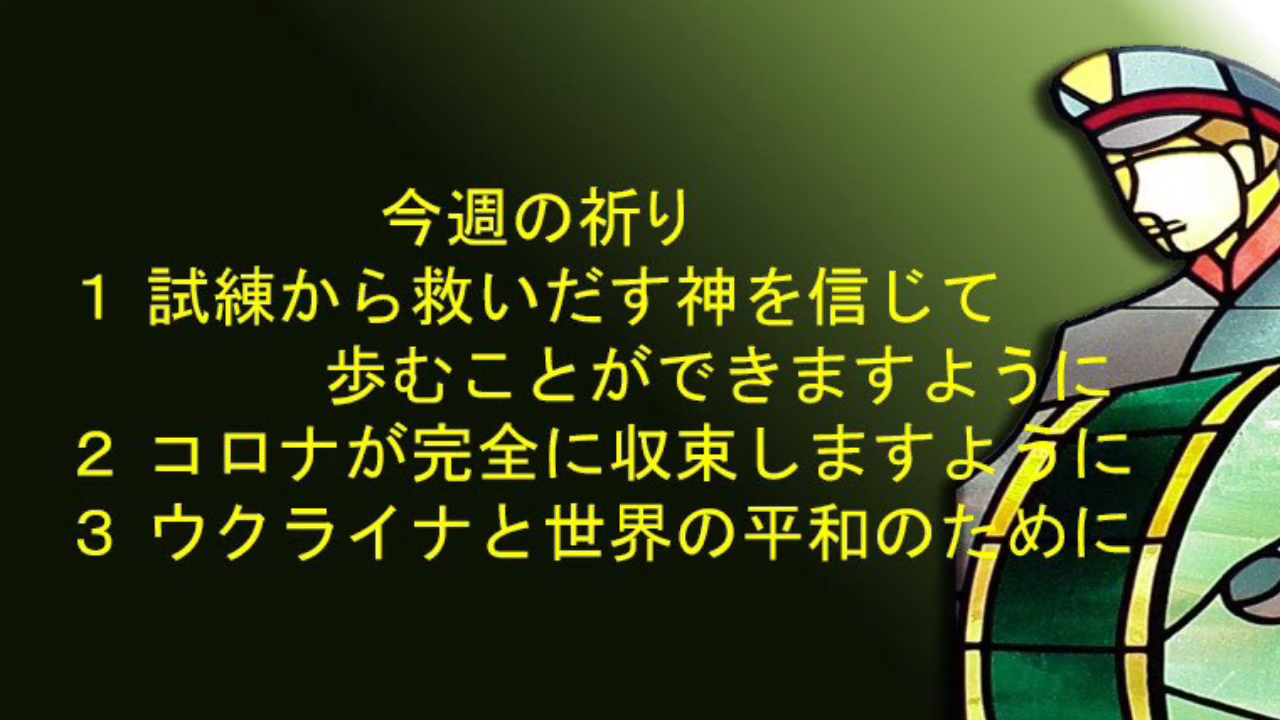 今週の祈り
１ 試練から救いだす神を信じて
歩むことができますように
２ コロナが完全に収束しますように
３ ウクライナと世界の平和のために